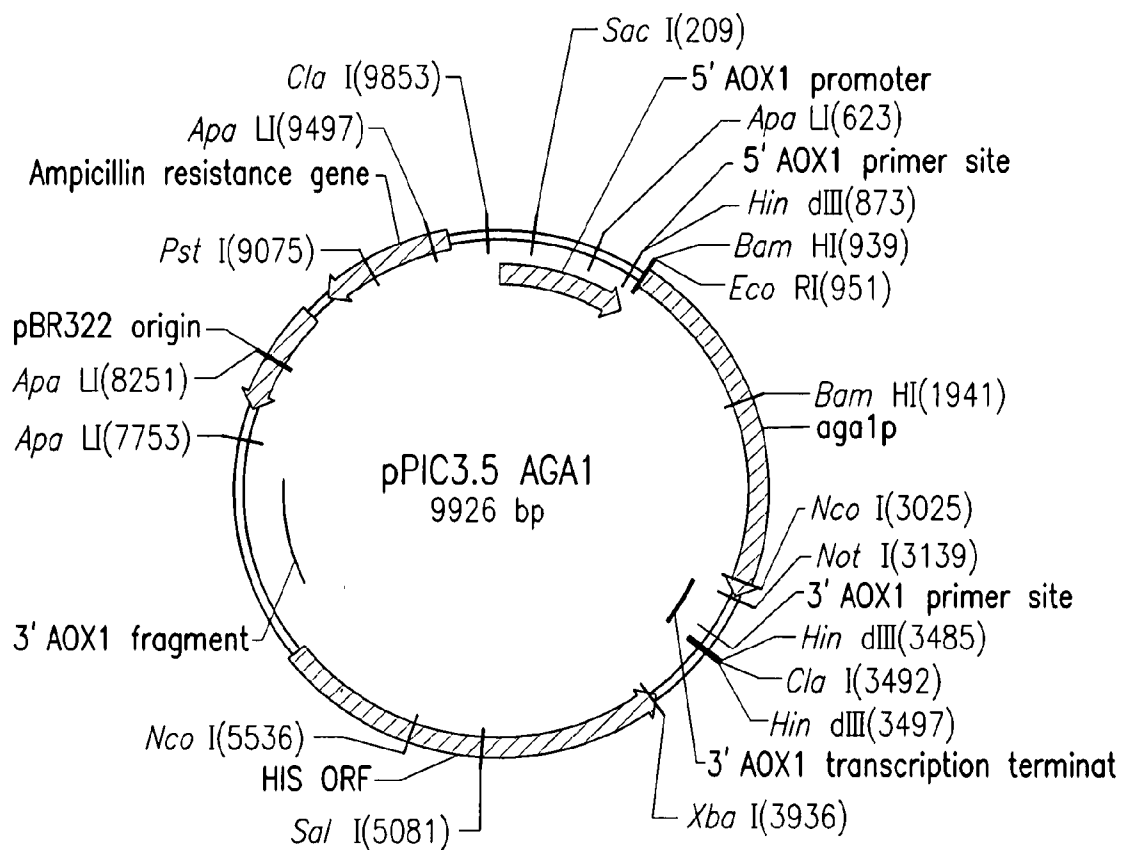 Sac I(209)
5' AOX1 promoter
Cla I(9853)
Apa LI(623)
Apa LI(9497)
5' AOX1 primer site
Ampicillin resistance gene
Hin dIII(873)
Pst I(9075)
Bam HI(939)
Eco RI(951)
pBR322 origin
Apa LI(8251)
Bam HI(1941)
aga1p
Apa LI(7753)
pPIC3.5 AGA1
9926 bp
Nco I(3025)
Not I(3139)
3' AOX1 primer site
3' AOX1 fragment
Hin dIII(3485)
Cla I(3492)
Hin dIII(3497)
Nco I(5536)
3' AOX1 transcription terminat
HIS ORF
Xba I(3936)
Sal I(5081)